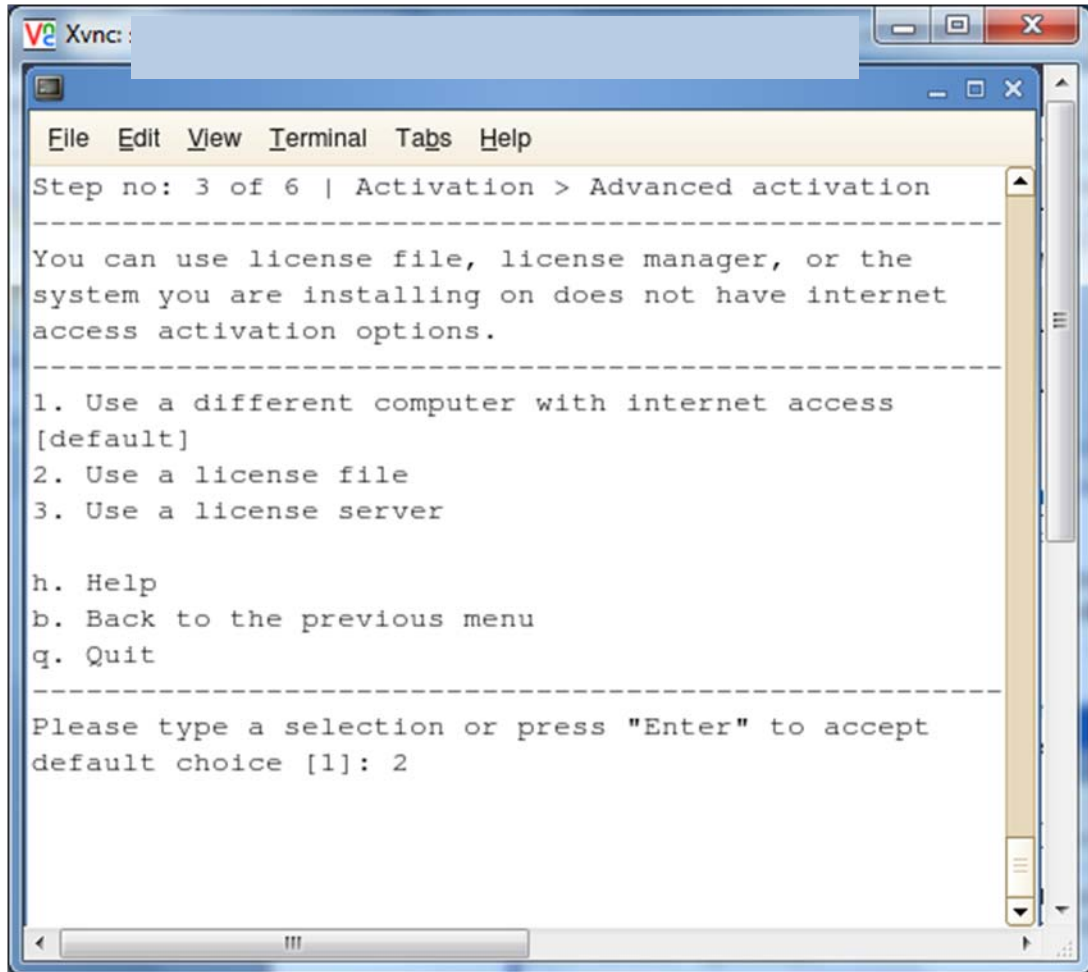 Xvnc:
File Edit View Terminal Tabs Help
Step no: 3 of 6 | Activation > Advanced activation
------------------------------------------------------
You can use license file, license manager, or the
system you are installing on does not have internet
access activation options.
------------------------------------------------------
1. Use a different computer with internet access
[default]
2. Use a license file
3. Use a license server
h. Help
b. Back to the previous menu
q. Quit
------------------------------------------------------
Please type a selection or press "Enter" to accept
default choice [1]: 2